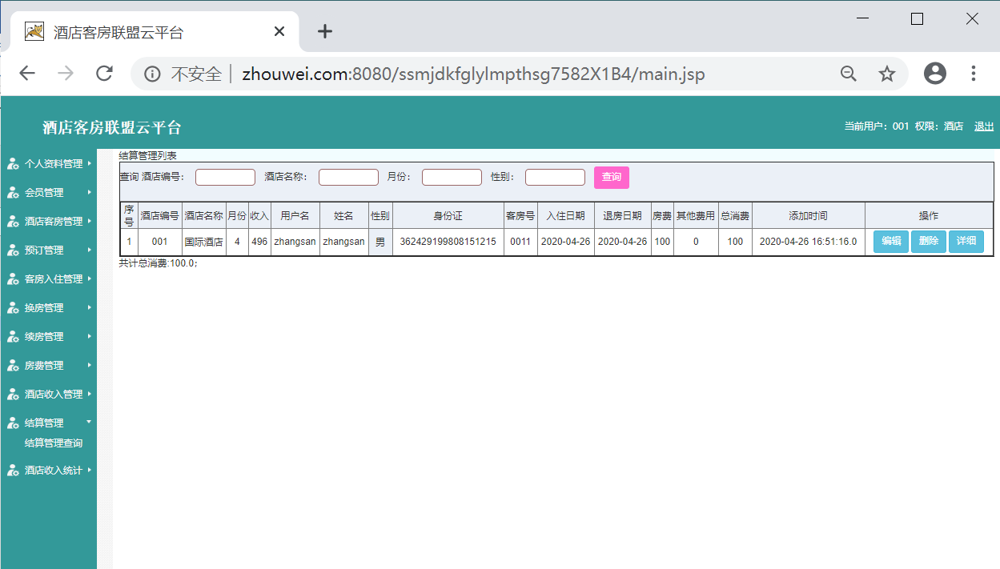 酒店客房联盟云平台
不安全 zhouwei.com:8080/ssmjdkfglylmpthsg7582X1B4/main.jsp
酒店客房联盟云平台
当前用户：001 权限：酒店 退出
个人资料管理
会员管理
酒店客房管理
预订管理
客房入住管理
换房管理
续房管理
房费管理
酒店收入管理
结算管理
结算管理查询
酒店收入统计
结算管理列表
查询 酒店编号： 酒店名称： 月份： 性别： 查询
序号 酒店编号 酒店名称 月份 收入 用户名 姓名 性别 身份证 客房号 入住日期 退房日期 房费 其他费用 总消费 添加时间 操作
1 001 国际酒店 4 496 zhangsan zhangsan 男 362429199808151215 0011 2020-04-26 2020-04-26 100 0 100 2020-04-26 16:51:16.0 编辑 删除 详细
共计总消费:100.0；